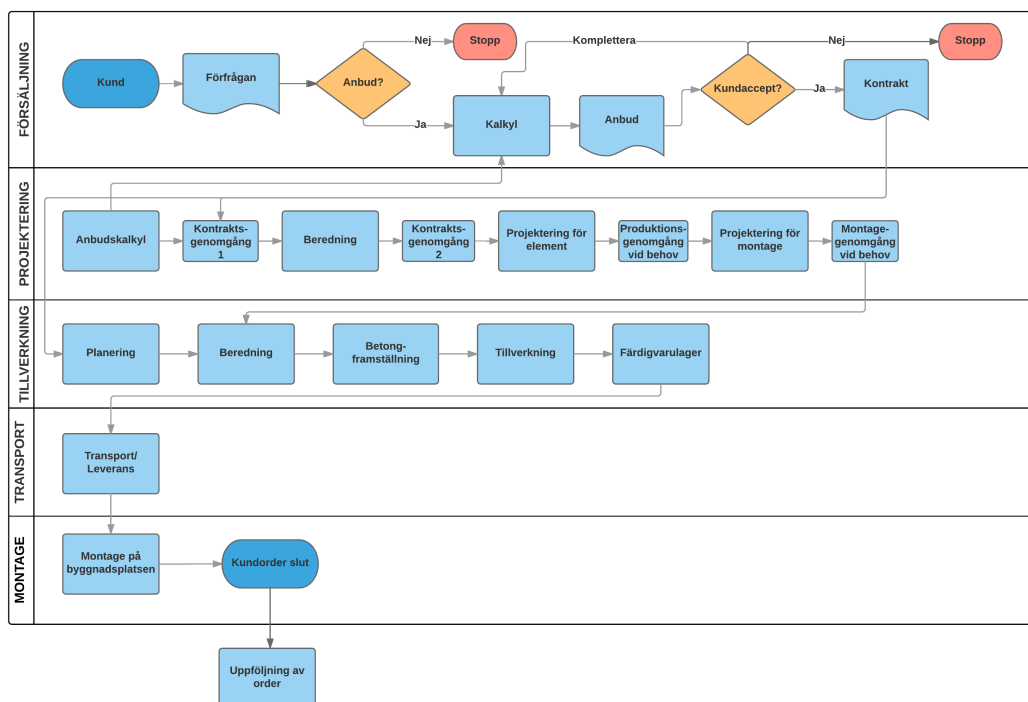 FÖRSÄLJNING
Nej
Stopp
Komplettera
Nej
Stopp
Kund
Förfrågan
Anbud?
Kundaccept?
Ja
Kontrakt
Ja
Kalkyl
Anbud
PROJEKTERING
Anbudskalkyl
Kontrakts-
genomgång
1
Beredning
Kontrakts-
genomgång
2
Projektering för
element
Produktions-
genomgång
vid behov
Projektering för
montage
Montage-
genomgång
vid behov
TILLVERKNING
Planering
Beredning
Betong-
framställning
Tillverkning
Färdigvarulager
TRANSPORT
Transport/
Leverans
MONTAGE
Montage på
byggnadsplatsen
Kundorder slut
Uppföljning av
order